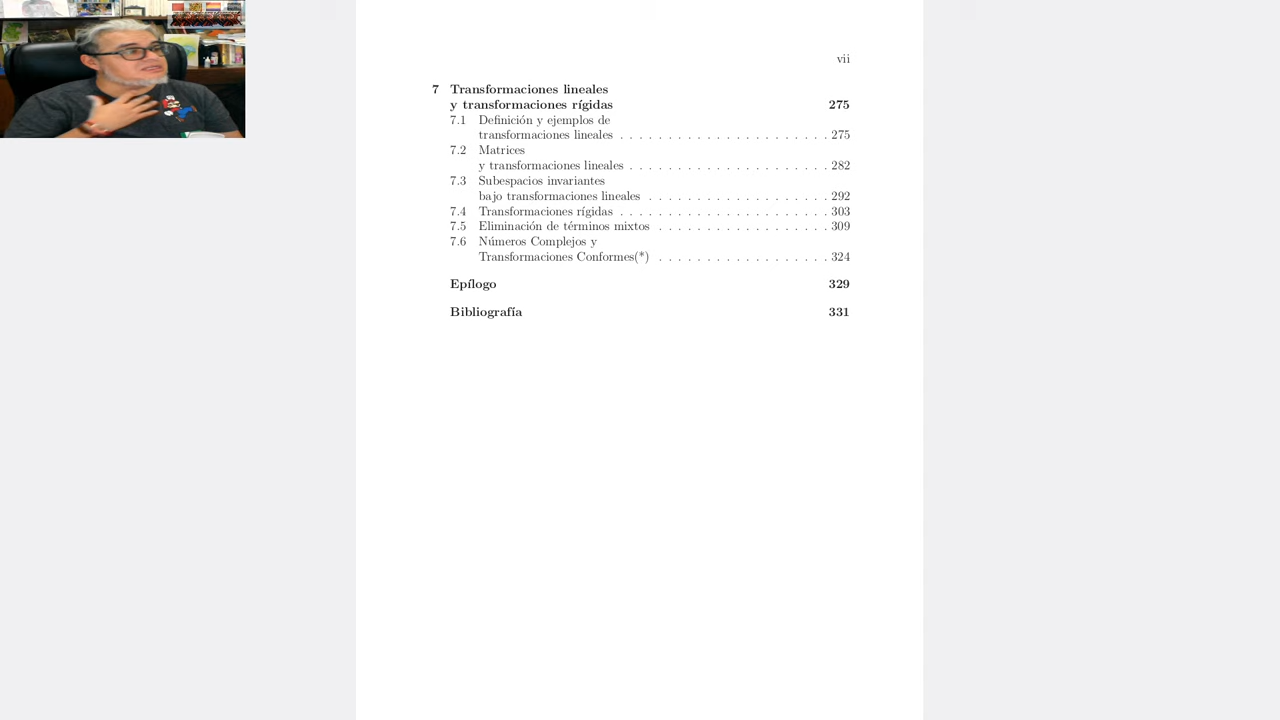 vii
7 Transformaciones lineales
y transformaciones rígidas 275
7.1 Definición y ejemplos de
transformaciones lineales . . . . . . . . . . . . . . . . . . . . . . 275
7.2 Matrices
y transformaciones lineales . . . . . . . . . . . . . . . . . . . . . 282
7.3 Subespacios invariantes
bajo transformaciones lineales . . . . . . . . . . . . . . . . . . . 292
7.4 Transformaciones rígidas . . . . . . . . . . . . . . . . . . . . . . 303
7.5 Eliminación de términos mixtos . . . . . . . . . . . . . . . . . . 309
7.6 Números Complejos y
Transformaciones Conformes(*) . . . . . . . . . . . . . . . . . . 324
Epílogo 329
Bibliografía 331